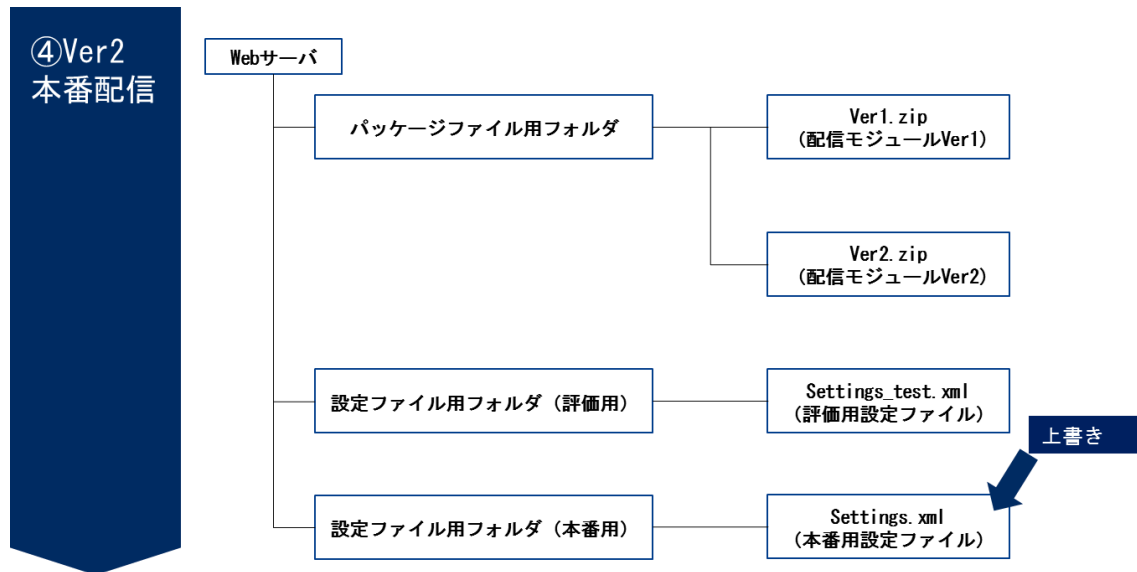 ④Ver2
本番配信
Webサーバ
パッケージファイル用フォルダ
Ver1.zip
(配信モジュールVer1)
Ver2.zip
(配信モジュールVer2)
設定ファイル用フォルダ（評価用）
Settings_test.xml
(評価用設定ファイル)
上書き
設定ファイル用フォルダ（本番用）
Settings.xml
(本番用設定ファイル)